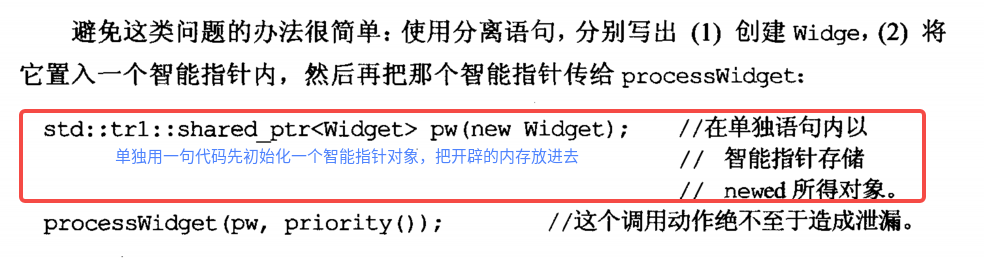 避免这类问题的办法很简单：使用分离语句，分别写出 (1) 创建 Widge，(2) 将
它置入一个智能指针内，然后再把那个智能指针传给 processWidget：
std::tr1::shared_ptr<Widget> pw(new Widget);    //在单独语句内以
单独用一句代码先初始化一个智能指针对象，把开辟的内存放进去    // 智能指针存储
// newed 所得对象。
processWidget(pw, priority());    //这个调用动作绝不至于造成泄漏。